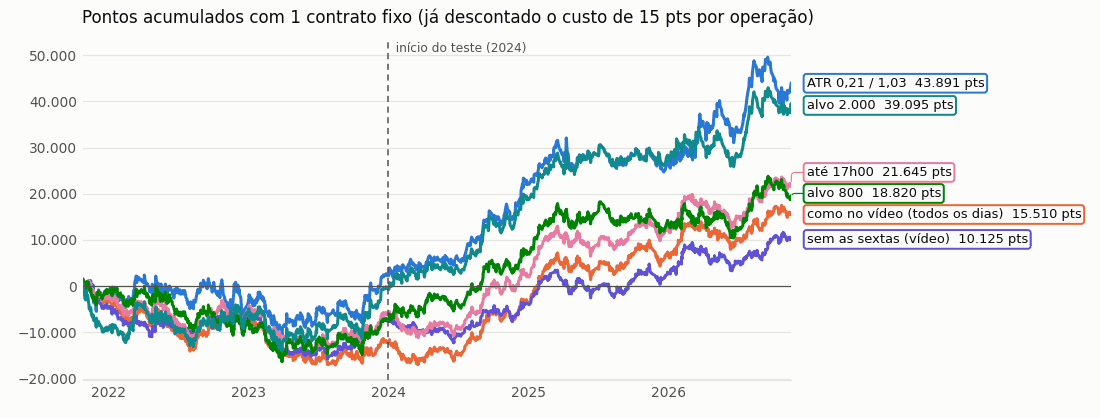 Pontos acumulados com 1 contrato fixo (já descontado o custo de 15 pts por operação)
início do teste (2024)
50.000
40.000
30.000
20.000
10.000
0
−10.000
−20.000
ATR 0,21 / 1,03 43.891 pts
alvo 2.000 39.095 pts
até 17h00 21.645 pts
alvo 800 18.820 pts
como no vídeo (todos os dias) 15.510 pts
sem as sextas (vídeo) 10.125 pts
2022 2023 2024 2025 2026